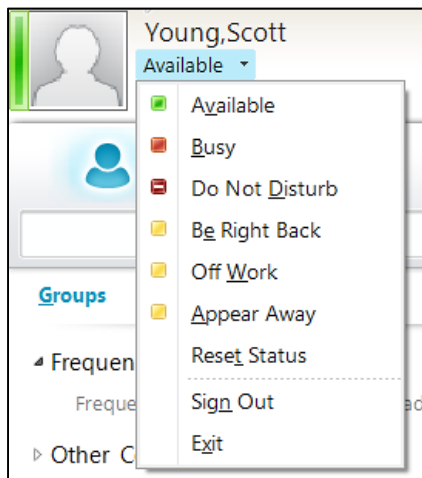 Young,Scott
Available
Available
Busy
Do Not Disturb
Be Right Back
Off Work
Groups
Appear Away
Reset Status
Frequen
Sign Out
Freque
ad
Exit
Other C